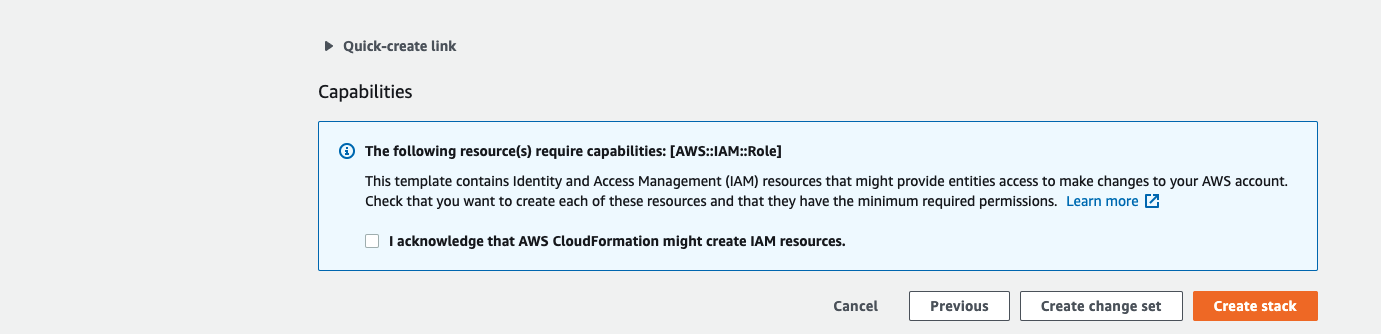 Quick-create link
Capabilities
The following resource(s) require capabilities: [AWS::IAM::Role]
This template contains Identity and Access Management (IAM) resources that might provide entities access to make changes to your AWS account.
Check that you want to create each of these resources and that they have the minimum required permissions. Learn more
I acknowledge that AWS CloudFormation might create IAM resources.
Cancel Previous Create change set Create stack